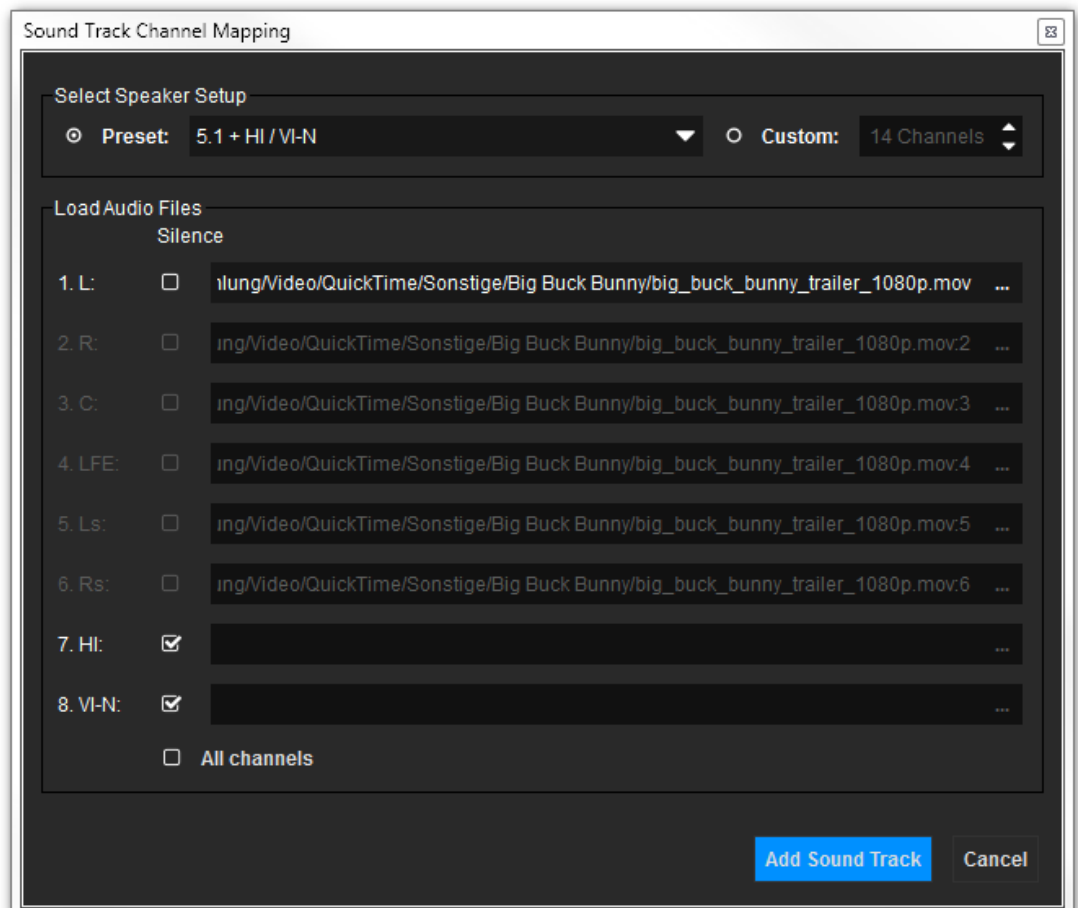 Sound Track Channel Mapping
Select Speaker Setup
Preset: 5.1 + HI / VI-N Custom: 14 Channels
Load Audio Files
Silence
1. L: lung/Video/QuickTime/Sonstige/Big Buck Bunny/big_buck_bunny_trailer_1080p.mov ...
2. R: ung/Video/QuickTime/Sonstige/Big Buck Bunny/big_buck_bunny_trailer_1080p.mov:2 ...
3. C: ung/Video/QuickTime/Sonstige/Big Buck Bunny/big_buck_bunny_trailer_1080p.mov:3 ...
4. LFE: ung/Video/QuickTime/Sonstige/Big Buck Bunny/big_buck_bunny_trailer_1080p.mov:4 ...
5. Ls: ung/Video/QuickTime/Sonstige/Big Buck Bunny/big_buck_bunny_trailer_1080p.mov:5 ...
6. Rs: ung/Video/QuickTime/Sonstige/Big Buck Bunny/big_buck_bunny_trailer_1080p.mov:6 ...
7. HI: ...
8. VI-N: ...
All channels
Add Sound Track Cancel